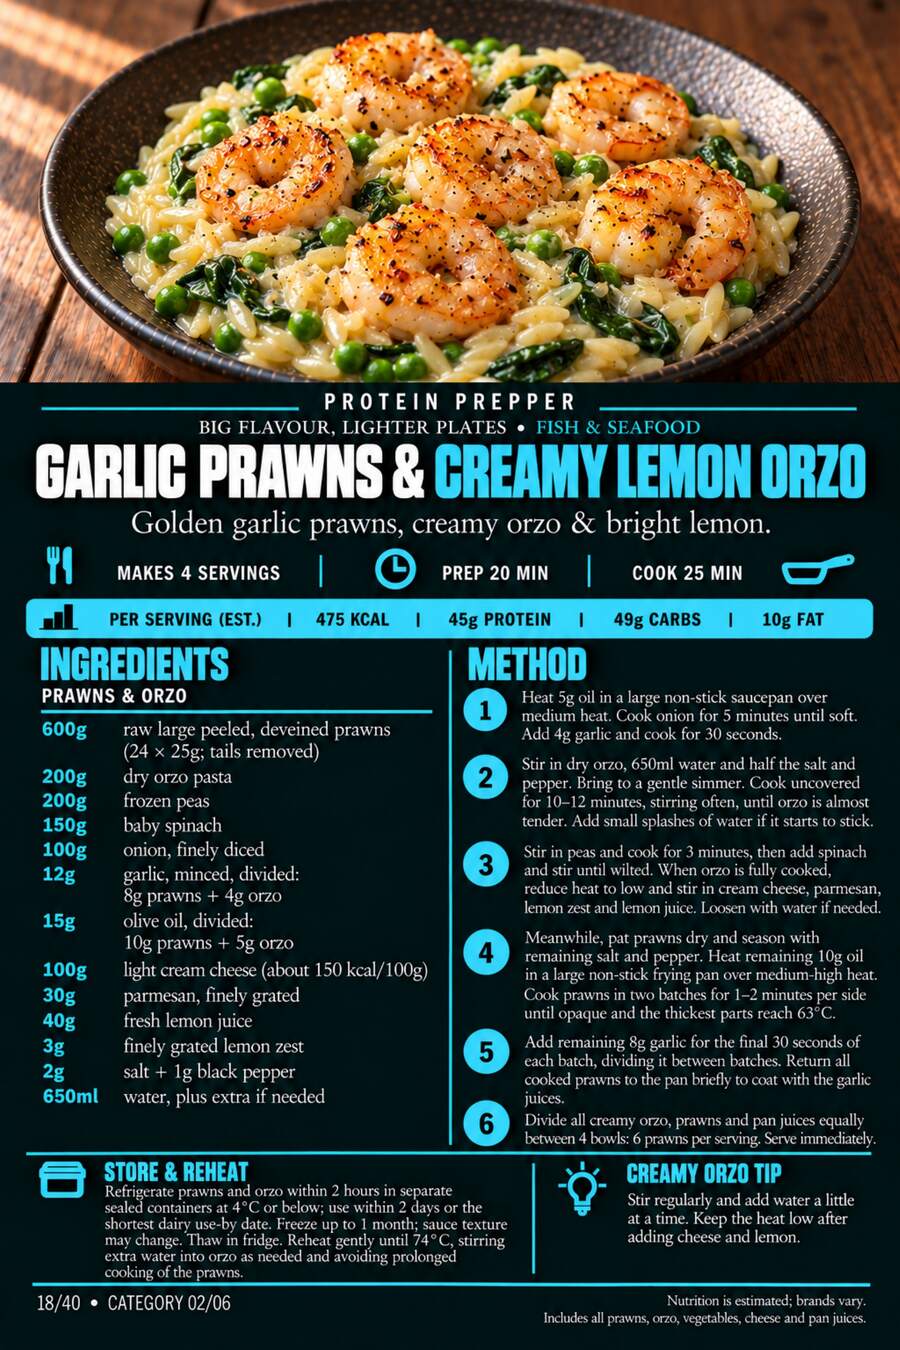 PROTEIN PREPPER
BIG FLAVOUR, LIGHTER PLATES • FISH & SEAFOOD
GARLIC PRAWNS & CREAMY LEMON ORZO
Golden garlic prawns, creamy orzo & bright lemon.
MAKES 4 SERVINGS | PREP 20 MIN | COOK 25 MIN
PER SERVING (EST.) | 475 KCAL | 45g PROTEIN | 49g CARBS | 10g FAT
INGREDIENTS
PRAWNS & ORZO
600g raw large peeled, deveined prawns
(24 × 25g; tails removed)
200g dry orzo pasta
200g frozen peas
150g baby spinach
100g onion, finely diced
12g garlic, minced, divided:
8g prawns + 4g orzo
15g olive oil, divided:
10g prawns + 5g orzo
100g light cream cheese (about 150 kcal/100g)
30g parmesan, finely grated
40g fresh lemon juice
3g finely grated lemon zest
2g salt + 1g black pepper
650ml water, plus extra if needed
METHOD
1 Heat 5g oil in a large non-stick saucepan over
medium heat. Cook onion for 5 minutes until soft.
Add 4g garlic and cook for 30 seconds.
2 Stir in dry orzo, 650ml water and half the salt and
pepper. Bring to a gentle simmer. Cook uncovered
for 10–12 minutes, stirring often, until orzo is almost
tender. Add small splashes of water if it starts to stick.
3 Stir in peas and cook for 3 minutes, then add spinach
and stir until wilted. When orzo is fully cooked,
reduce heat to low and stir in cream cheese, parmesan,
lemon zest and lemon juice. Loosen with water if needed.
4 Meanwhile, pat prawns dry and season with
remaining salt and pepper. Heat remaining 10g oil
in a large non-stick frying pan over medium-high heat.
Cook prawns in two batches for 1–2 minutes per side
until opaque and the thickest parts reach 63°C.
5 Add remaining 8g garlic for the final 30 seconds of
each batch, dividing it between batches. Return all
cooked prawns to the pan briefly to coat with the garlic
juices.
6 Divide all creamy orzo, prawns and pan juices equally
between 4 bowls: 6 prawns per serving. Serve immediately.
STORE & REHEAT
Refrigerate prawns and orzo within 2 hours in separate
sealed containers at 4°C or below; use within 2 days or the
shortest dairy use-by date. Freeze up to 1 month; sauce texture
may change. Thaw in fridge. Reheat gently until 74°C, stirring
extra water into orzo as needed and avoiding prolonged
cooking of the prawns.
CREAMY ORZO TIP
Stir regularly and add water a little
at a time. Keep the heat low after
adding cheese and lemon.
18/40 • CATEGORY 02/06
Nutrition is estimated; brands vary.
Includes all prawns, orzo, vegetables, cheese and pan juices.